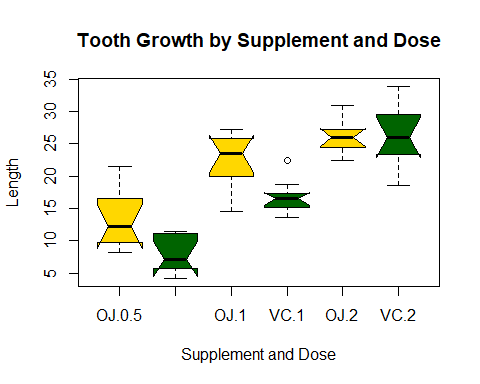 Tooth Growth by Supplement and Dose
Length
35
30
25
20
15
10
5
OJ.0.5 OJ.1 VC.1 OJ.2 VC.2
Supplement and Dose